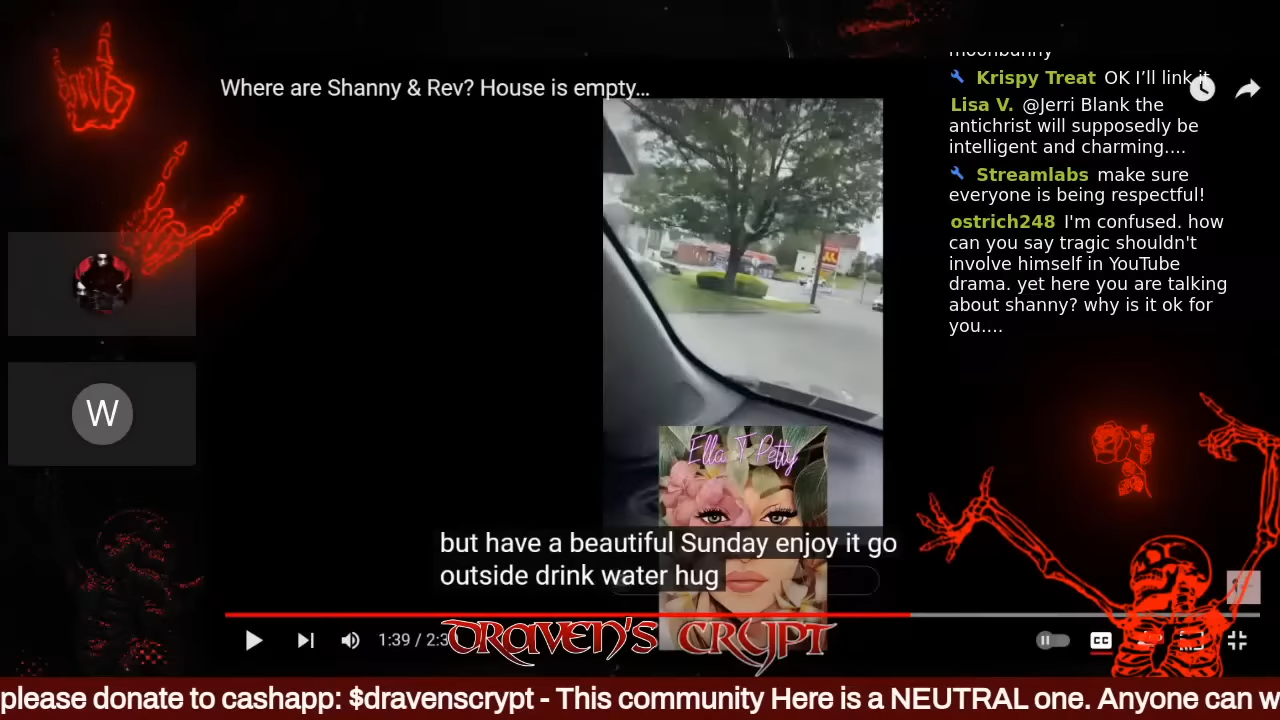 moonbunny
Krispy Treat OK I’ll link it
Lisa V. @Jerri Blank the
antichrist will supposedly be
intelligent and charming....
Streamlabs make sure
everyone is being respectful!
ostrich248 I'm confused. how
can you say tragic shouldn't
involve himself in YouTube
drama. yet here you are talking
about shanny? why is it ok for
you....
Where are Shanny & Rev? House is empty...
W
Ella T Petty
but have a beautiful Sunday enjoy it go
outside drink water hug
1:39 / 2:3
CC
DRAVEN'S CRYPT
please donate to cashapp: $dravenscrypt - This community Here is a NEUTRAL one. Anyone can w